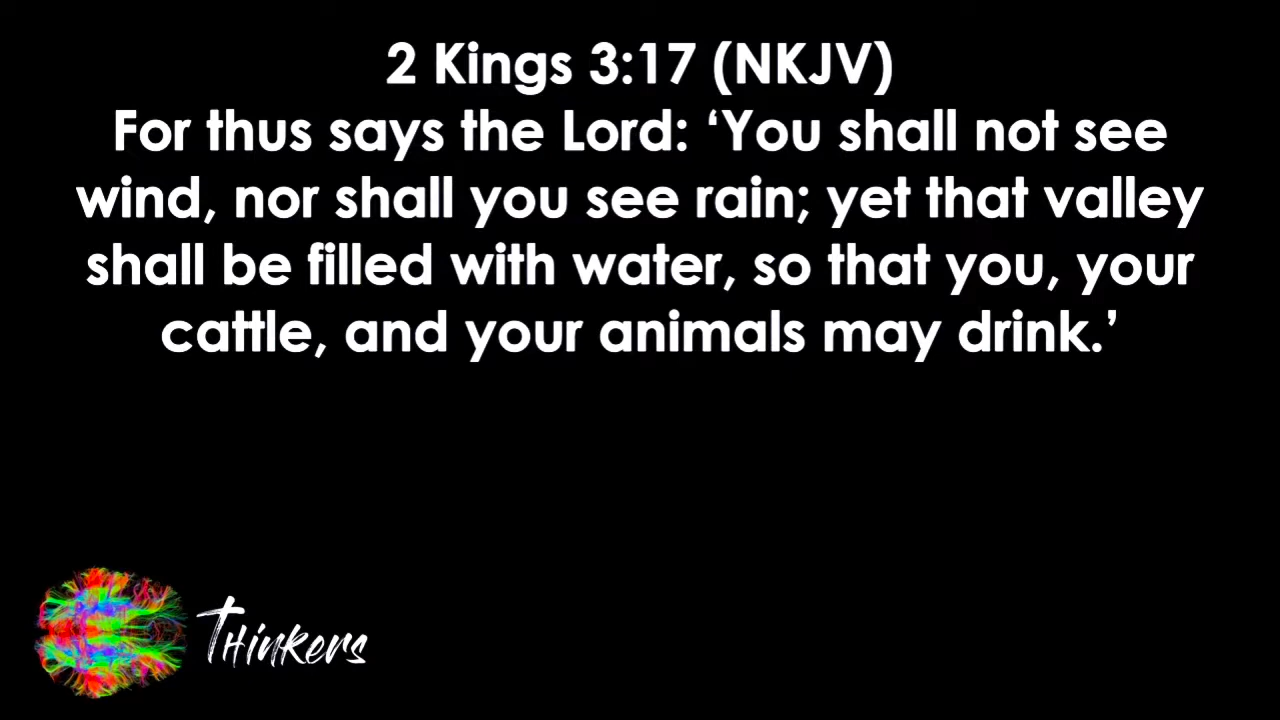 2 Kings 3:17 (NKJV)
For thus says the Lord: ‘You shall not see
wind, nor shall you see rain; yet that valley
shall be filled with water, so that you, your
cattle, and your animals may drink.’
THinKers